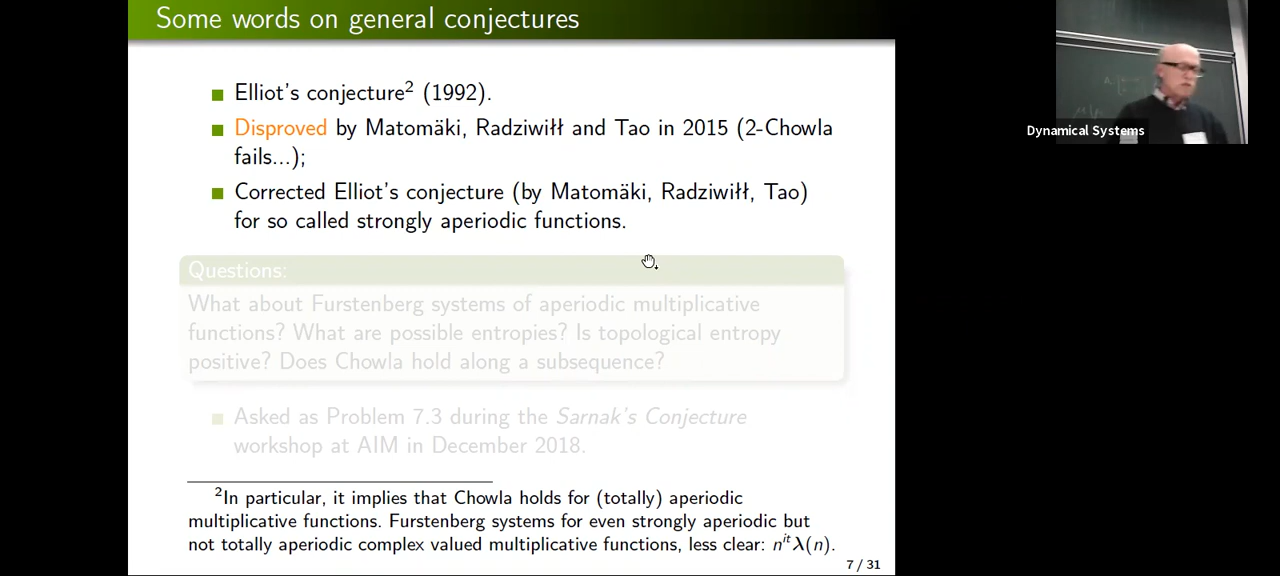 Some words on general conjectures
Elliot's conjecture² (1992).
Disproved by Matomäki, Radziwiłł and Tao in 2015 (2-Chowla
fails...);
Corrected Elliot's conjecture (by Matomäki, Radziwiłł, Tao)
for so called strongly aperiodic functions.
Questions:
What about Furstenberg systems of aperiodic multiplicative
functions? What are possible entropies? Is topological entropy
positive? Does Chowla hold along a subsequence?
Asked as Problem 7.3 during the Sarnak's Conjecture
workshop at AIM in December 2018.
²In particular, it implies that Chowla holds for (totally) aperiodic
multiplicative functions. Furstenberg systems for even strongly aperiodic but
not totally aperiodic complex valued multiplicative functions, less clear: nⁱᵗλ(n).
7 / 31
Dynamical Systems